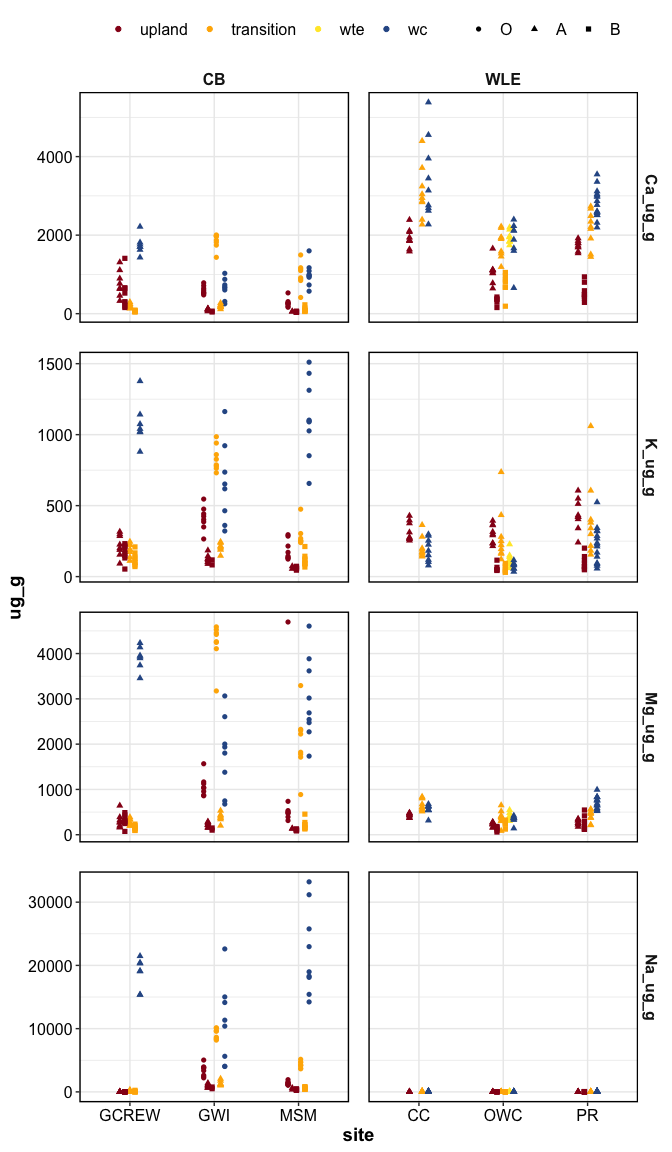 upland transition wte wc O A B
CB WLE
4000
2000
0
Ca_ug_g
1500
1000
500
0
K_ug_g
ug_g
4000
3000
2000
1000
0
Mg_ug_g
30000
20000
10000
0
Na_ug_g
GCREW GWI MSM CC OWC PR
site